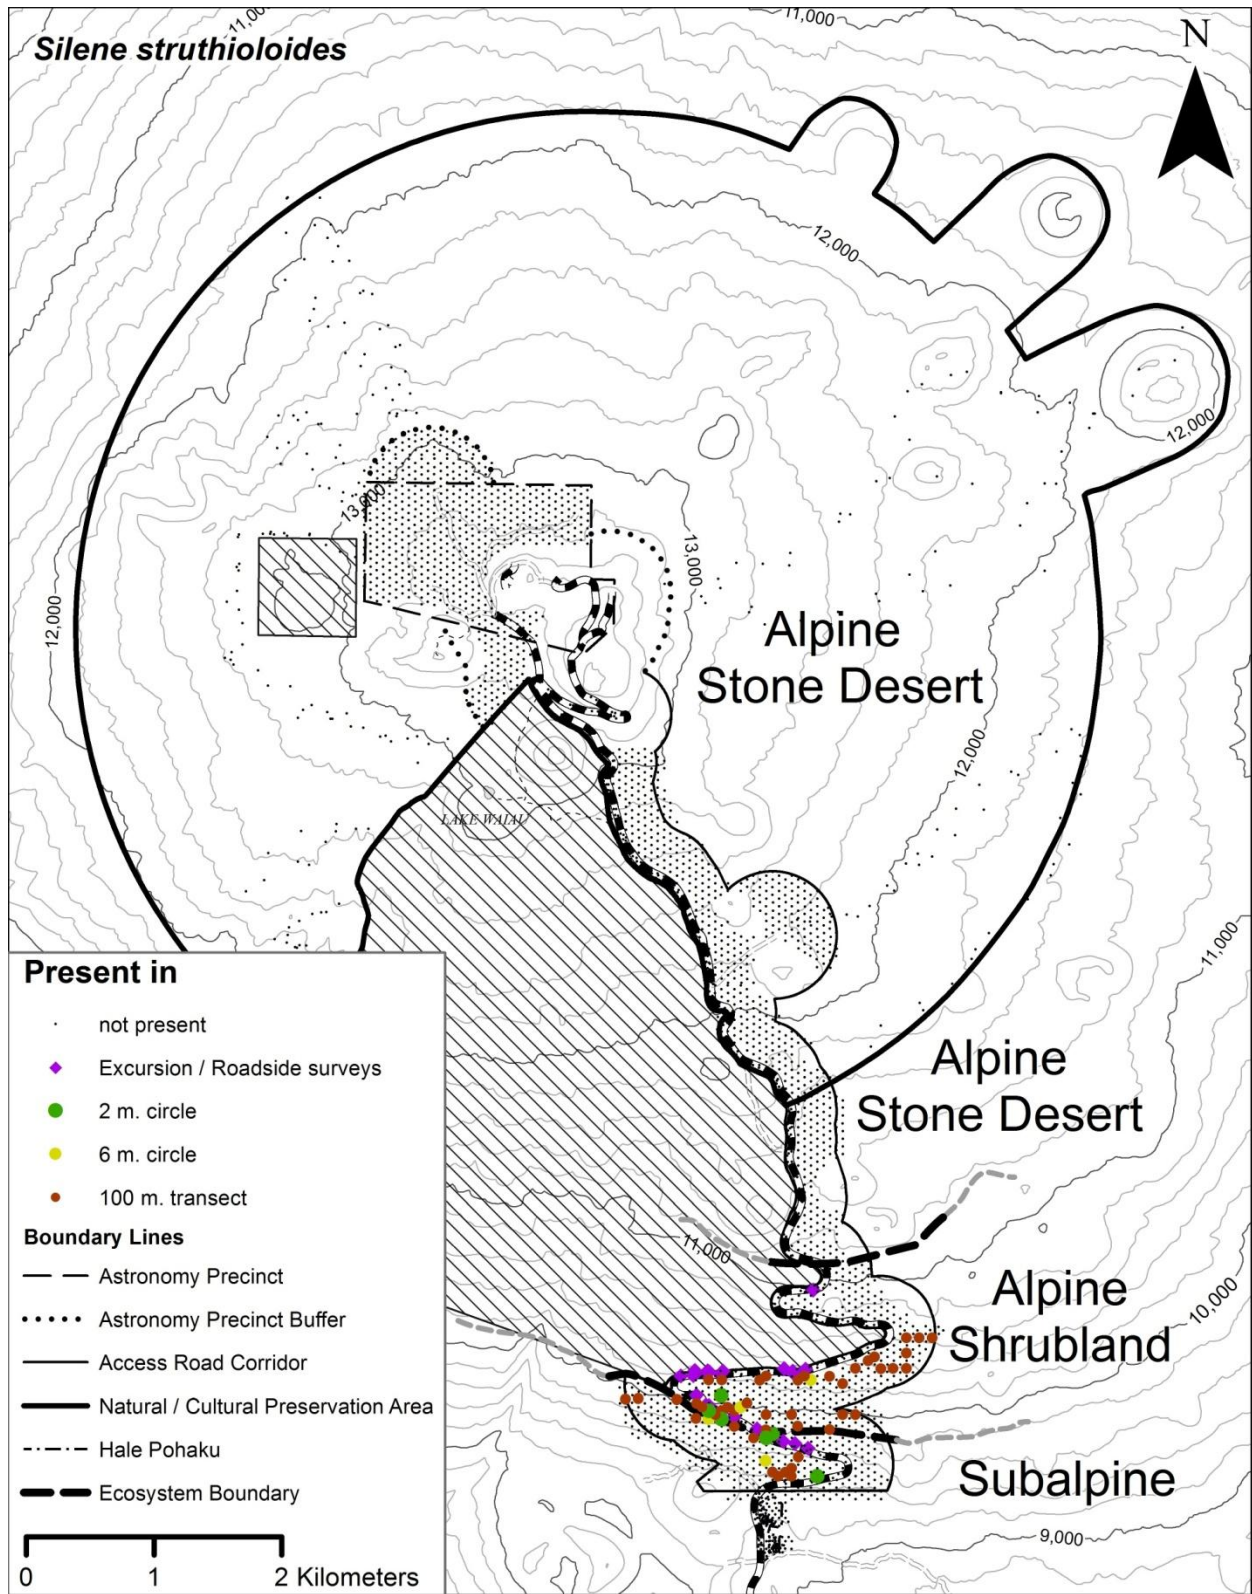 11,000
11,000
Silene struthioloides
N
12,000
12,000
13,000
13,000
12,000
Alpine
Stone Desert
12,000
LAKE WAIAU
11,000
Present in
not present
Excursion / Roadside surveys
2 m. circle
6 m. circle
100 m. transect
Boundary Lines
Astronomy Precinct
Astronomy Precinct Buffer
Access Road Corridor
Natural / Cultural Preservation Area
Hale Pohaku
Ecosystem Boundary
0 1 2 Kilometers
Alpine
Stone Desert
11,000
Alpine
Shrubland
10,000
Subalpine
9,000